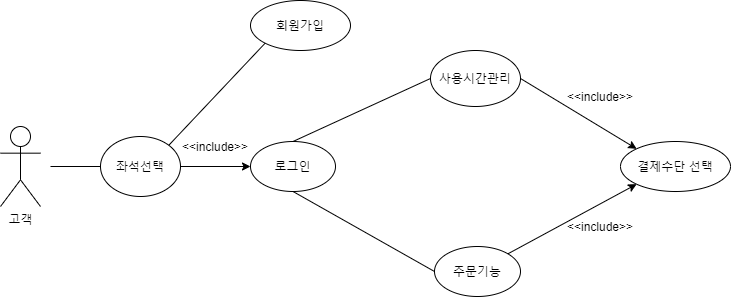 회원가입
사용시간관리
<<include>>
<<include>>
좌석선택
로그인
결제수단 선택
고객
<<include>>
주문기능